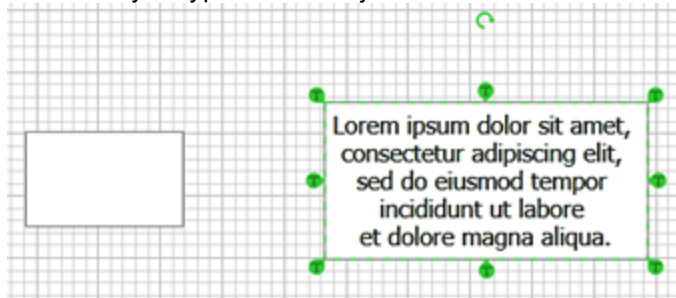 Lorem ipsum dolor sit amet,
consectetur adipiscing elit,
sed do eiusmod tempor
incididunt ut labore
et dolore magna aliqua.